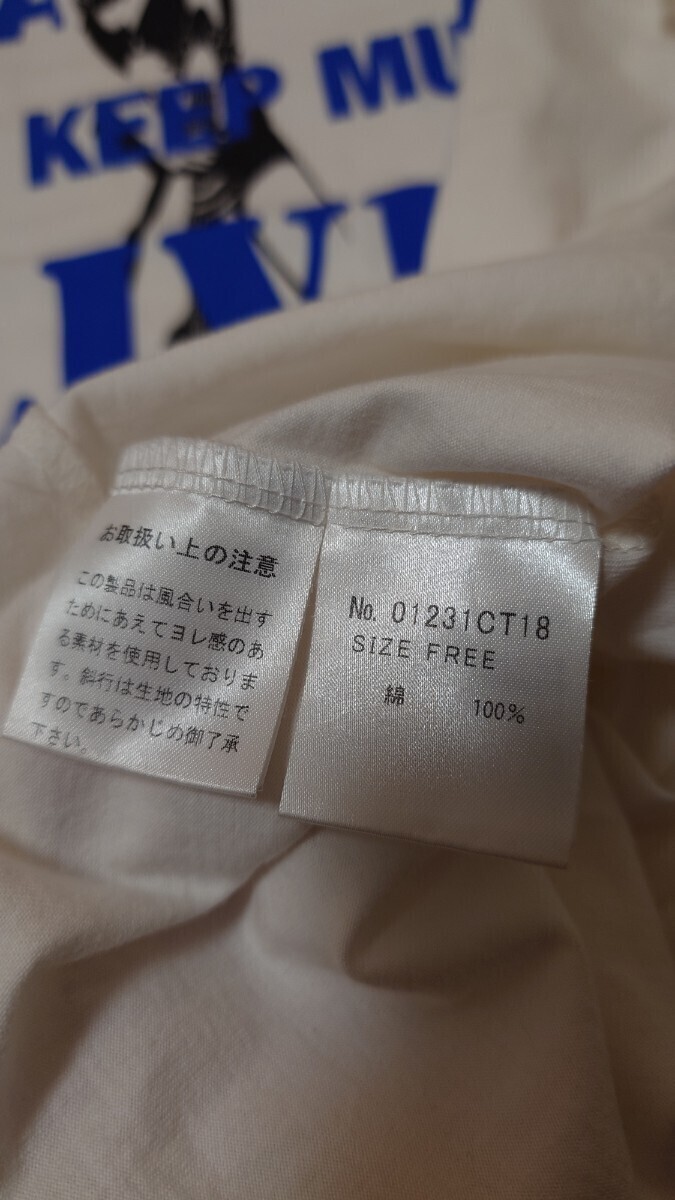 KEEP MU
お取扱い上の注意
この製品は風合いを出す
ためにあえてヨレ感のあ
る素材を使用しておりま
す。斜行は生地の特性で
すのであらかじめ御了承
下さい。
No. 01231CT18
SIZE FREE
綿 100%